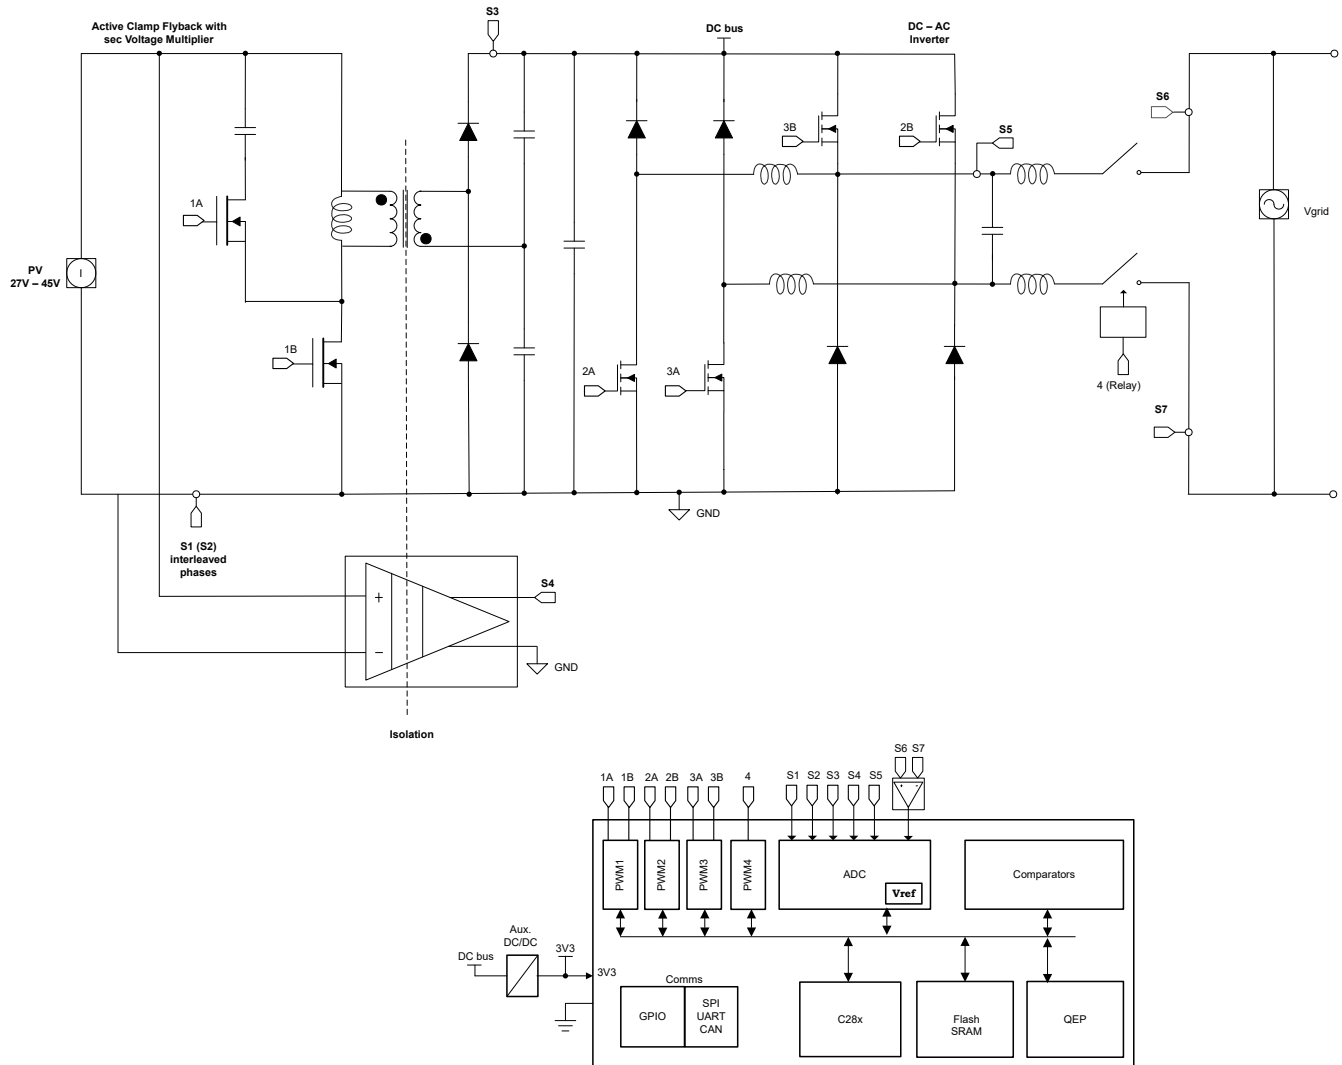 Active Clamp Flyback with
sec Voltage Multiplier
S3
DC bus
DC – AC
Inverter
S6
3B
2B
S5
1A
Vgrid
PV
27V – 45V
I
1B
2A
3A
4 (Relay)
S7
GND
S1 (S2)
interleaved
phases
S4
+
−
GND
Isolation
S6 S7
1A 1B 2A 2B 3A 3B 4 S1 S2 S3 S4 S5
PWM1
PWM2
PWM3
PWM4
ADC
Vref
Comparators
Aux.
DC/DC
DC bus
3V3
3V3
Comms
GPIO
SPI
UART
CAN
C28x
Flash
SRAM
QEP